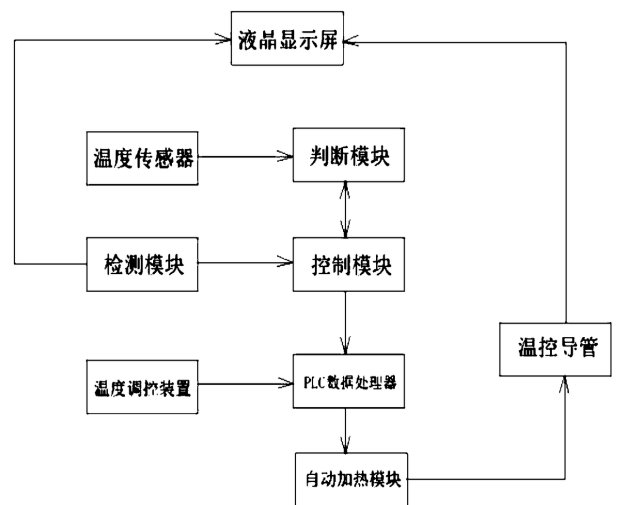 液晶显示屏
温度传感器
判断模块
检测模块
控制模块
温控导管
温度调控装置
PLC数据处理器
自动加热模块